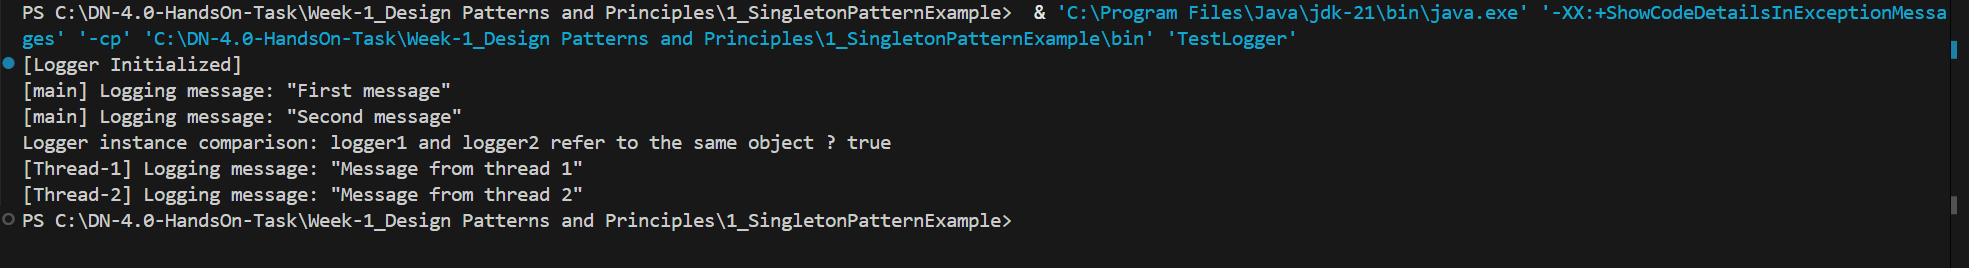 PS C:\DN-4.0-HandsOn-Task\Week-1_Design Patterns and Principles\1_SingletonPatternExample>  & 'C:\Program Files\Java\jdk-21\bin\java.exe' '-XX:+ShowCodeDetailsInExceptionMessa
ges' '-cp' 'C:\DN-4.0-HandsOn-Task\Week-1_Design Patterns and Principles\1_SingletonPatternExample\bin' 'TestLogger'
[Logger Initialized]
[main] Logging message: "First message"
[main] Logging message: "Second message"
Logger instance comparison: logger1 and logger2 refer to the same object ? true
[Thread-1] Logging message: "Message from thread 1"
[Thread-2] Logging message: "Message from thread 2"
PS C:\DN-4.0-HandsOn-Task\Week-1_Design Patterns and Principles\1_SingletonPatternExample>